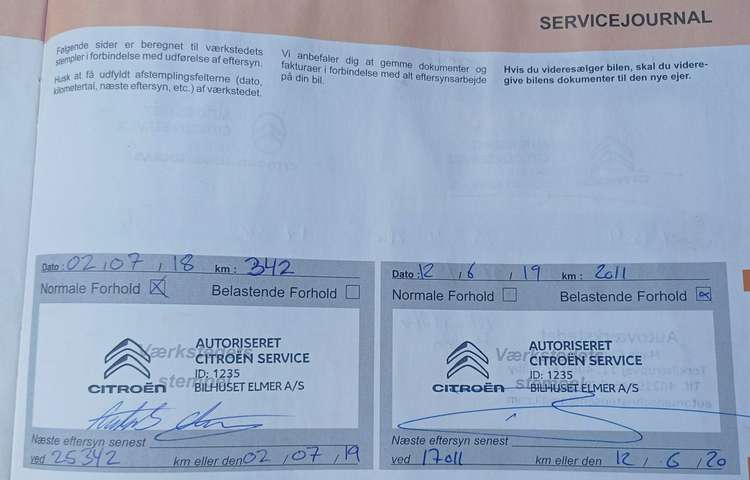 SERVICEJOURNAL
Følgende sider er beregnet til værkstedets
stempler i forbindelse med udførelse af eftersyn.
Husk at få udfyldt afstemplingsfelterne (dato,
kilometertal, næste eftersyn, etc.) af værkstedet.
Vi anbefaler dig at gemme dokumenter og
fakturaer i forbindelse med alt eftersynsarbejde
på din bil.
Hvis du videresælger bilen, skal du videre-
give bilens dokumenter til den nye ejer.
Dato : 02, 07, 18 km : 342
Normale Forhold Belastende Forhold
Værkstedets
stempel
AUTORISERET
CITROËN SERVICE
ID: 1235
BILHUSET ELMER A/S
CITROËN
Næste eftersyn senest
ved 25342 km eller den 02, 07, 19
Dato : 12, 6, 19 km : 2011
Normale Forhold Belastende Forhold
Værkstedets
stempel
AUTORISERET
CITROËN SERVICE
ID: 1235
BILHUSET ELMER A/S
CITROËN
Næste eftersyn senest
ved 17011 km eller den 12, 6, 20